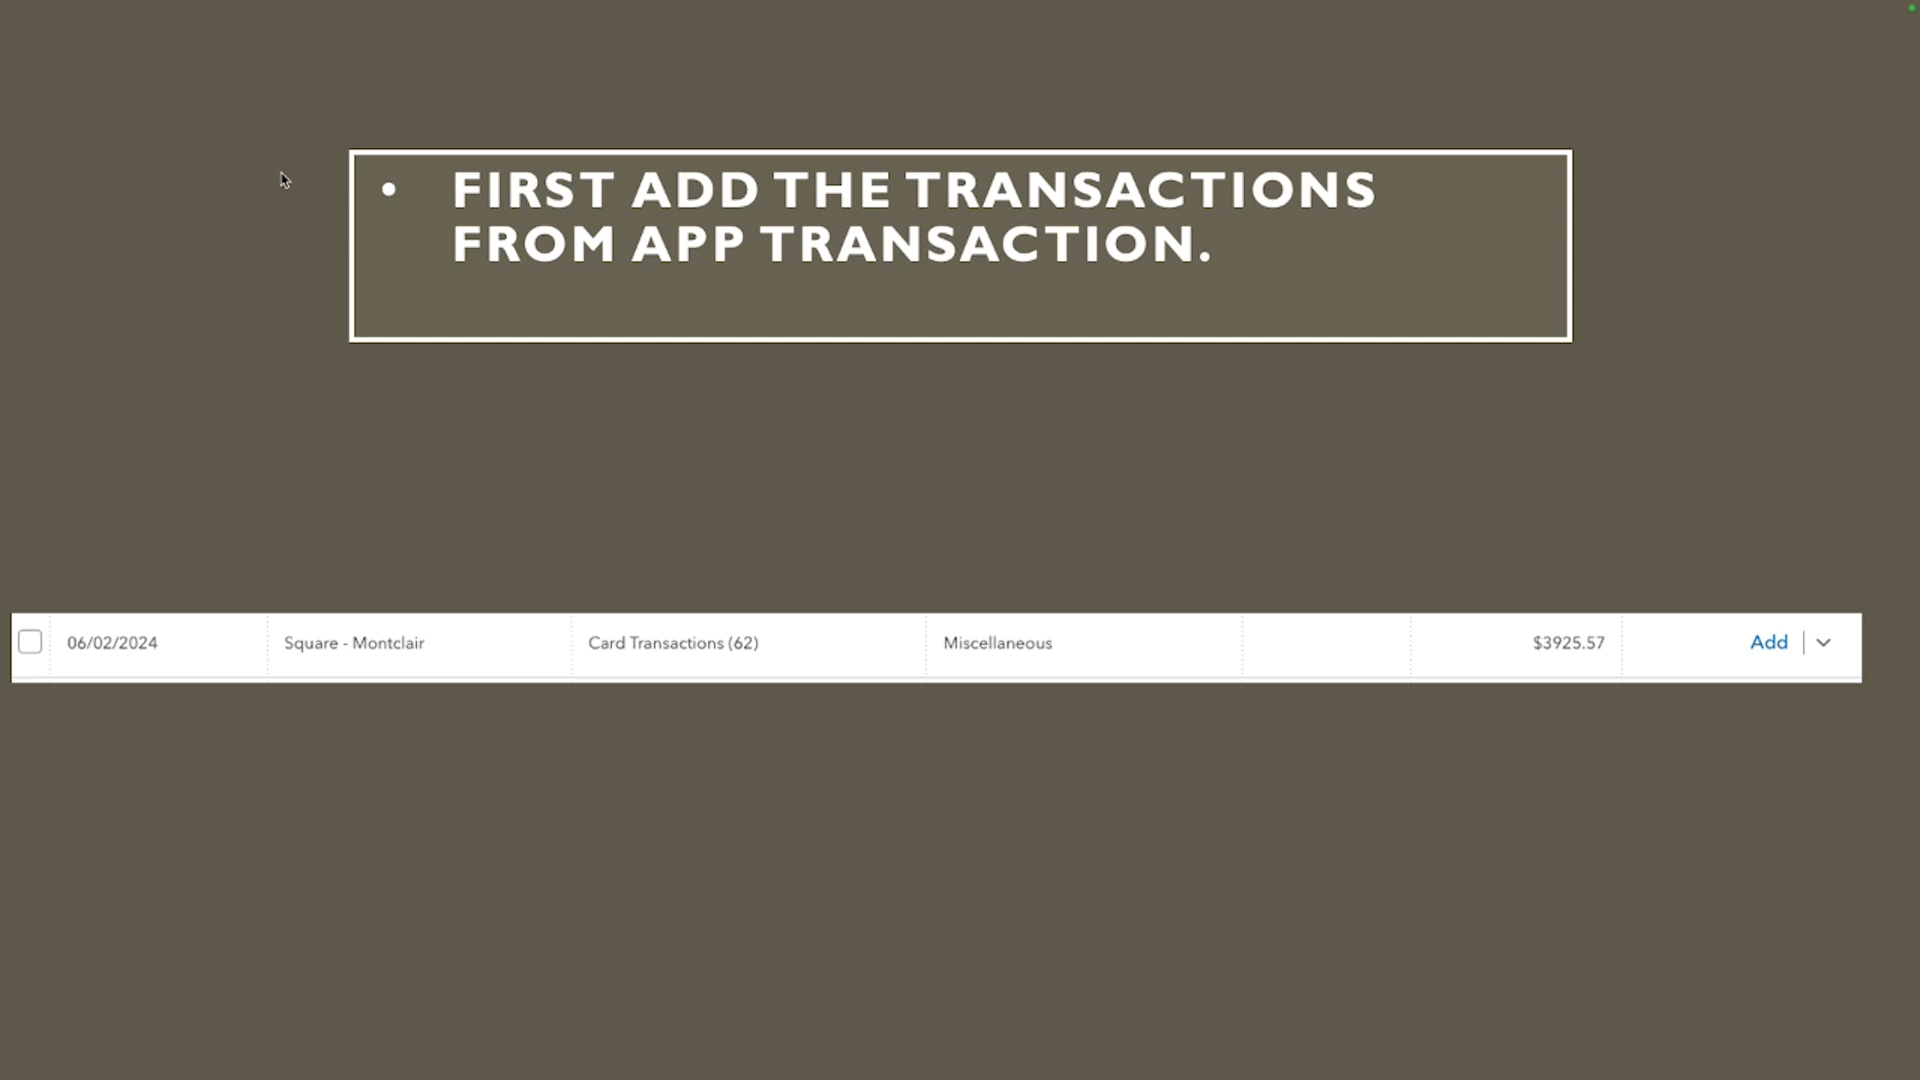 • FIRST ADD THE TRANSACTIONS
FROM APP TRANSACTION.
06/02/2024 Square - Montclair Card Transactions (62) Miscellaneous $3925.57 Add